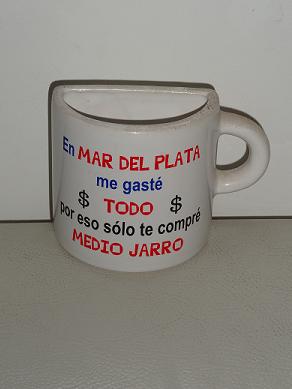 En MAR DEL PLATA
me gasté
$ TODO $
por eso sólo te compré
MEDIO JARRO